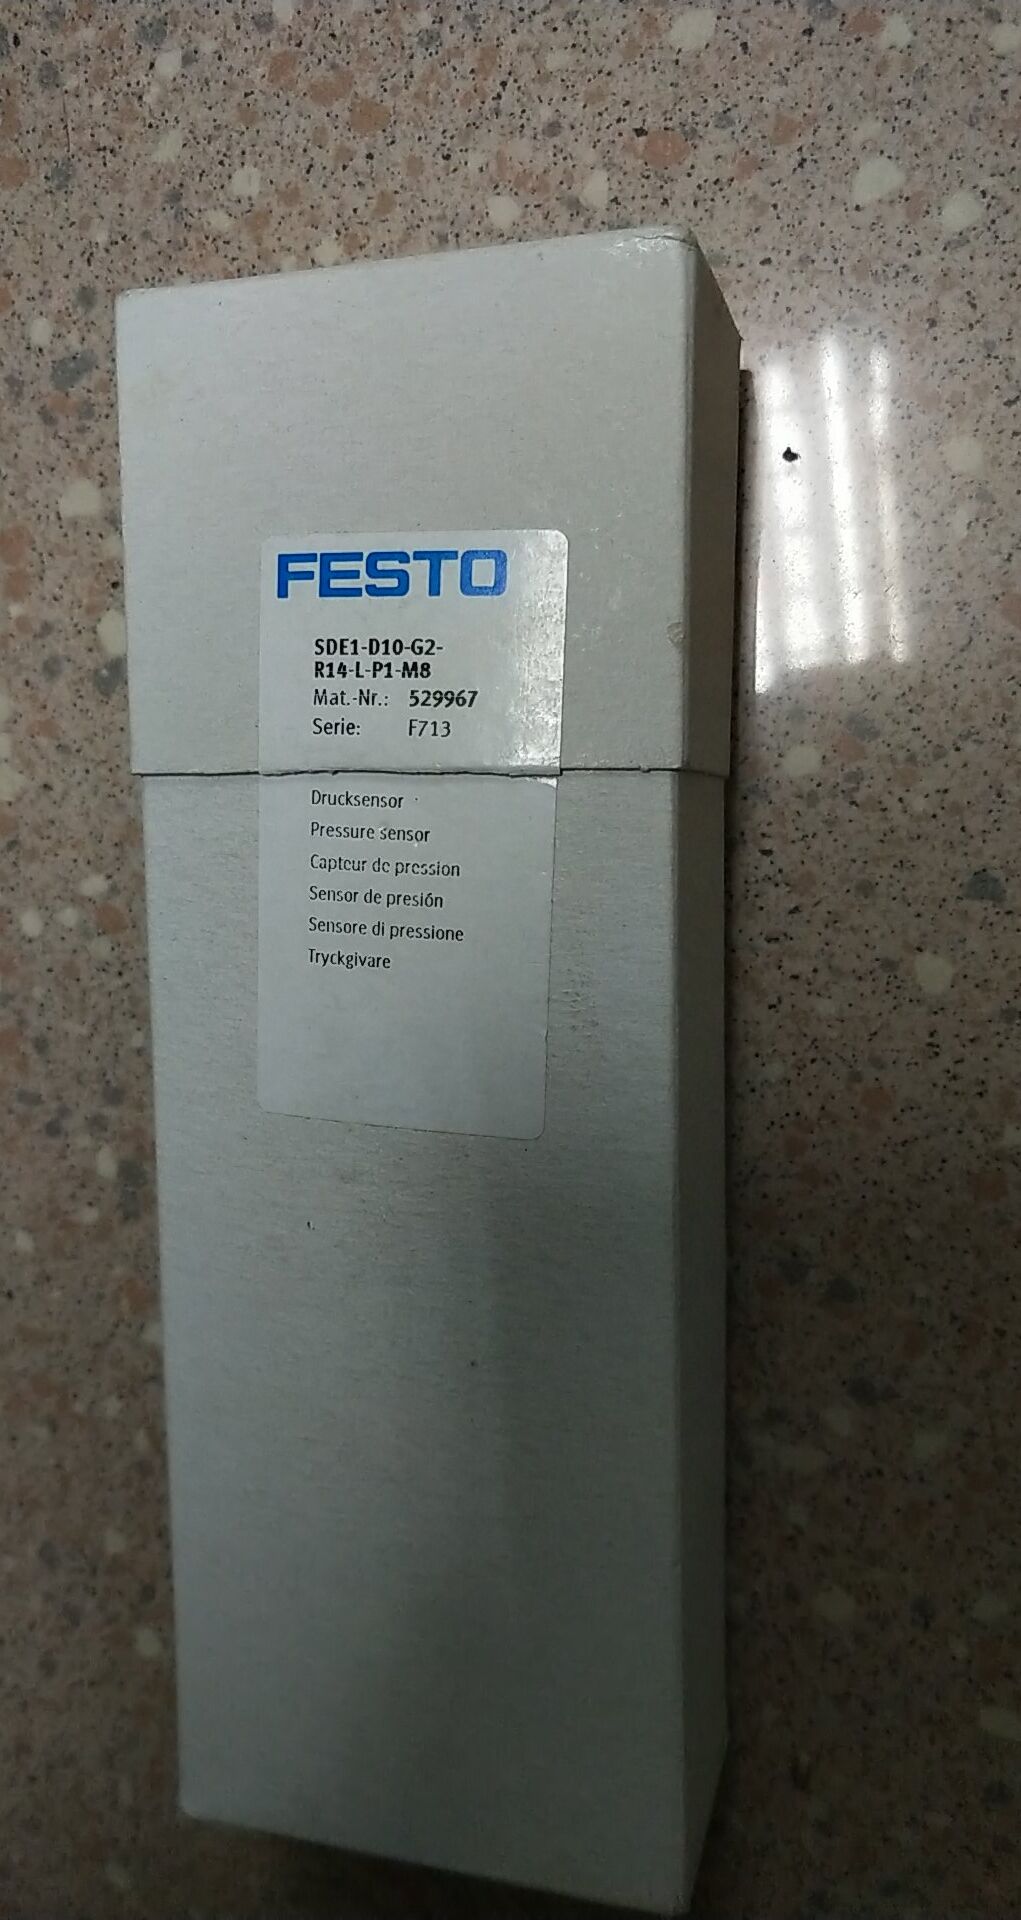 FESTO
SDE1-D10-G2-
R14-L-P1-M8
Mat.-Nr.: 529967
Serie: F713
Drucksensor
Pressure sensor
Capteur de pression
Sensor de presión
Sensore di pressione
Tryckgivare